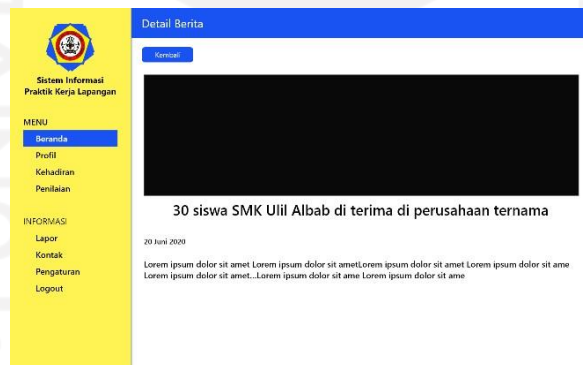 Detail Berita
Kembali
Sistem Informasi
Praktik Kerja Lapangan
MENU
Beranda
Profil
Kehadiran
Penilaian
INFORMASI
Lapor
Kontak
Pengaturan
Logout
30 siswa SMK Ulil Albab di terima di perusahaan ternama
20 Juni 2020
Lorem ipsum dolor sit amet Lorem ipsum dolor sit ametLorem ipsum dolor sit amet Lorem ipsum dolor sit ame
Lorem ipsum dolor sit amet...Lorem ipsum dolor sit ame Lorem ipsum dolor sit ame